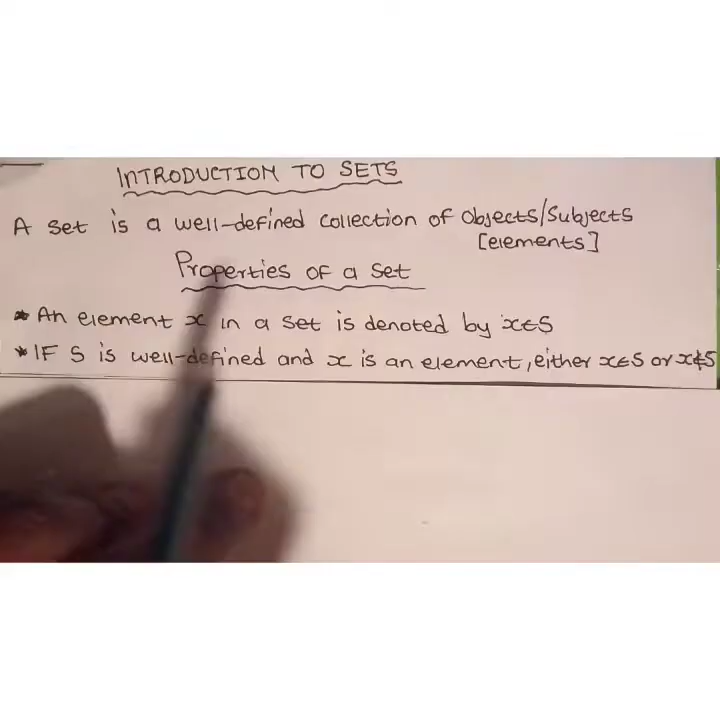 INTRODUCTION TO SETS
A set is a well-defined collection of objects/subjects
[elements]
Properties of a set
* An element x in a set is denoted by x∈S
* IF S is well-defined and x is an element, either x∈S or x∉S